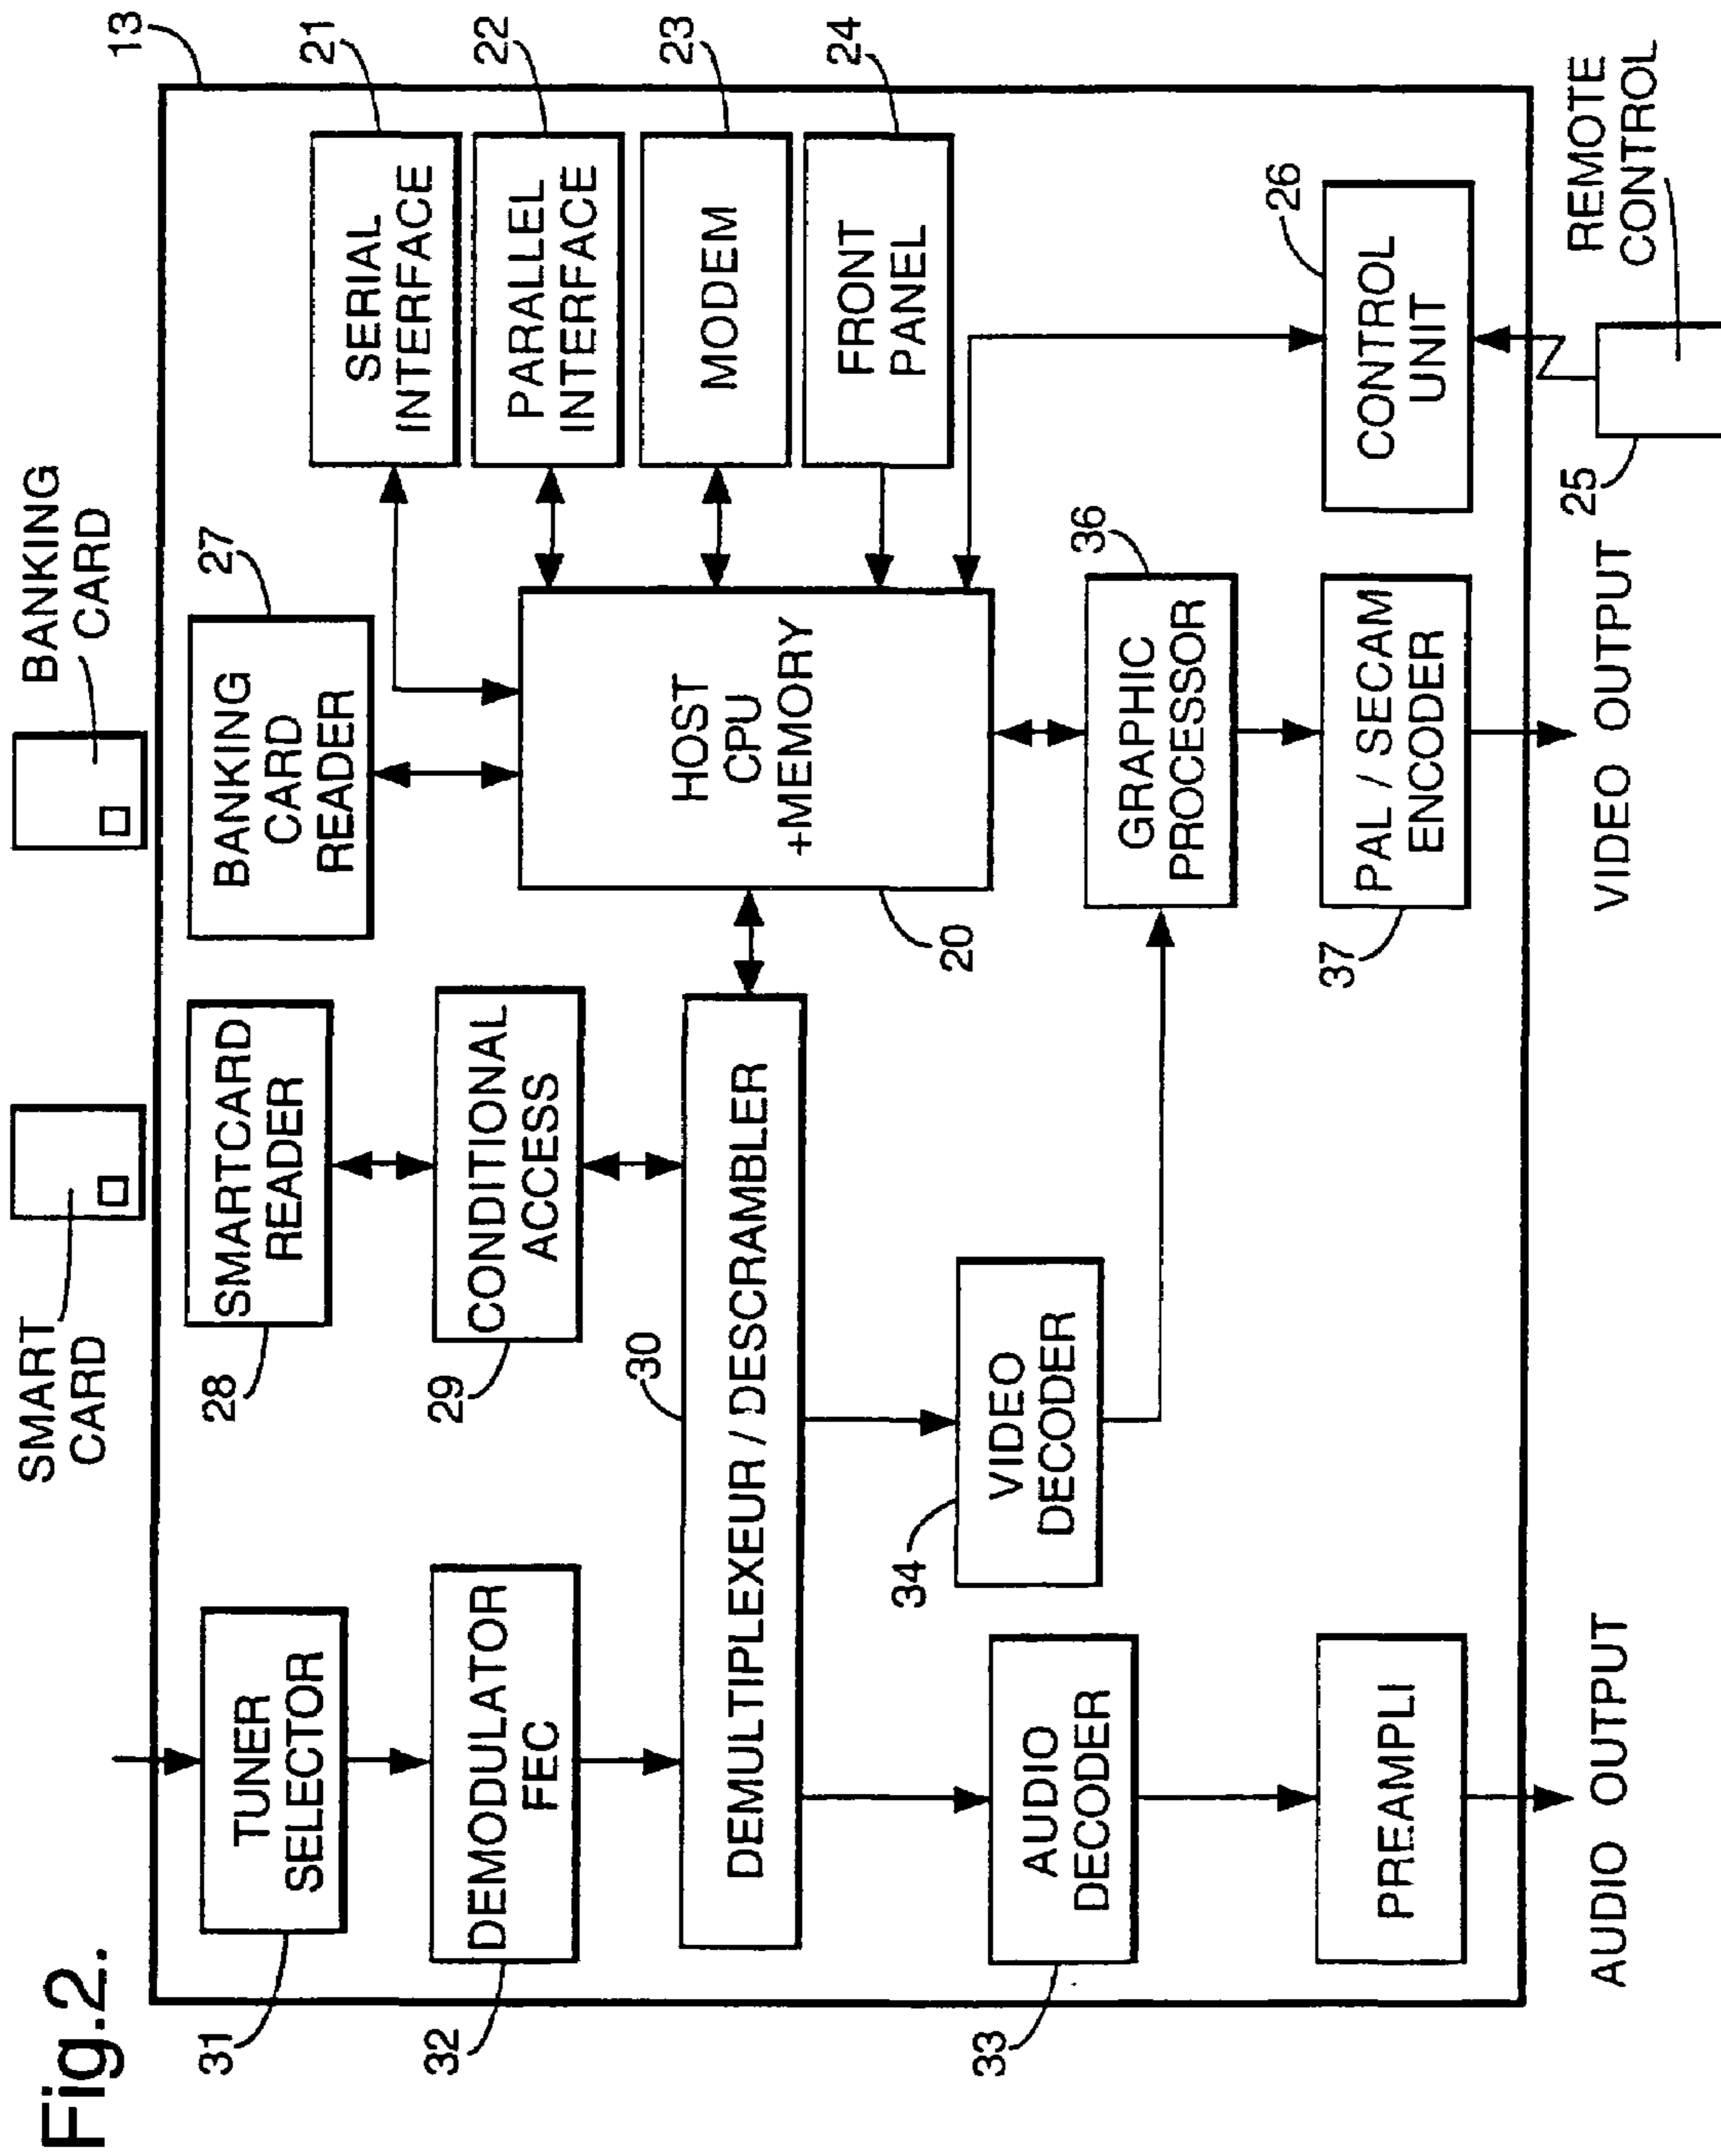 Fig.2.
SMART
CARD
BANKING
CARD
13
31
TUNER
SELECTOR
28
SMARTCARD
READER
27
BANKING
CARD
READER
21
SERIAL
INTERFACE
32
DEMODULATOR
FEC
29
CONDITIONAL
ACCESS
22
PARALLEL
INTERFACE
30
DEMULTIPLEXEUR / DESCRAMBLER
20
HOST
CPU
+MEMORY
23
MODEM
24
FRONT
PANEL
33
AUDIO
DECODER
34
VIDEO
DECODER
36
GRAPHIC
PROCESSOR
26
CONTROL
UNIT
PREAMPLI
37
PAL / SECAM
ENCODER
25
REMOTE
CONTROL
AUDIO OUTPUT
VIDEO OUTPUT